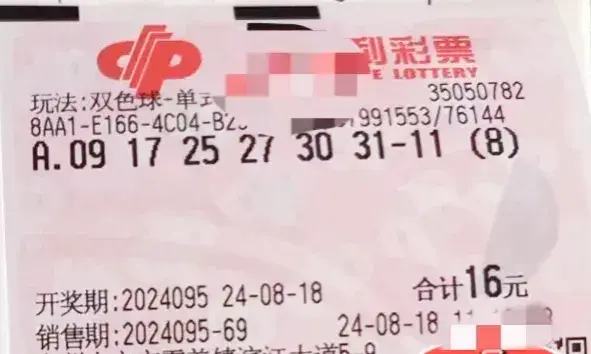 利彩票
E LOTTERY
玩法:双色球-单式
35050782
8AA1-E166-4C04-B2
991553/76144
A.09 17 25 27 30 31-11 (8)
开奖期:2024095 24-08-18 合计16元
销售期:2024095-69 24-08-18